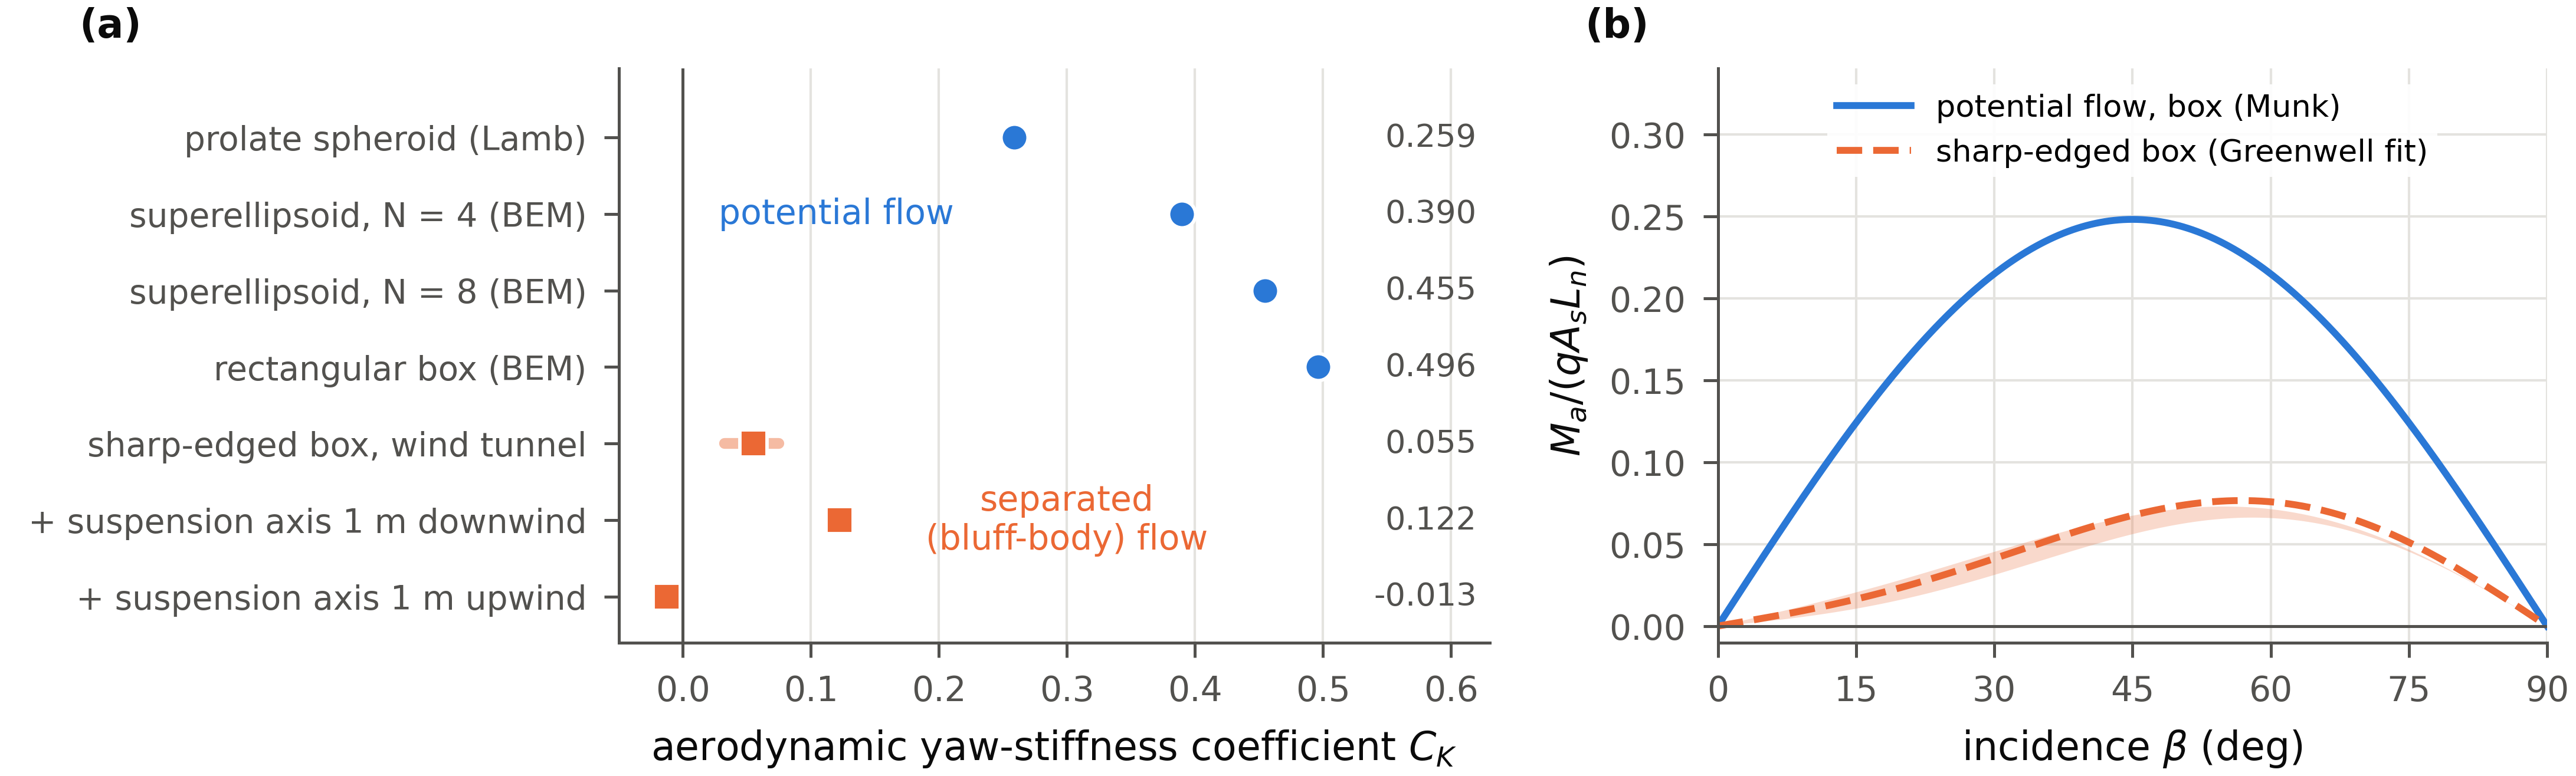 (a)
prolate spheroid (Lamb)
superellipsoid, N = 4 (BEM)
superellipsoid, N = 8 (BEM)
rectangular box (BEM)
sharp-edged box, wind tunnel
+ suspension axis 1 m downwind
+ suspension axis 1 m upwind
potential flow
separated
(bluff-body) flow
0.259
0.390
0.455
0.496
0.055
0.122
-0.013
0.0 0.1 0.2 0.3 0.4 0.5 0.6
aerodynamic yaw-stiffness coefficient C_K
(b)
potential flow, box (Munk)
sharp-edged box (Greenwell fit)
M_a/(qA_sL_n)
0.30
0.25
0.20
0.15
0.10
0.05
0.00
0 15 30 45 60 75 90
incidence β (deg)